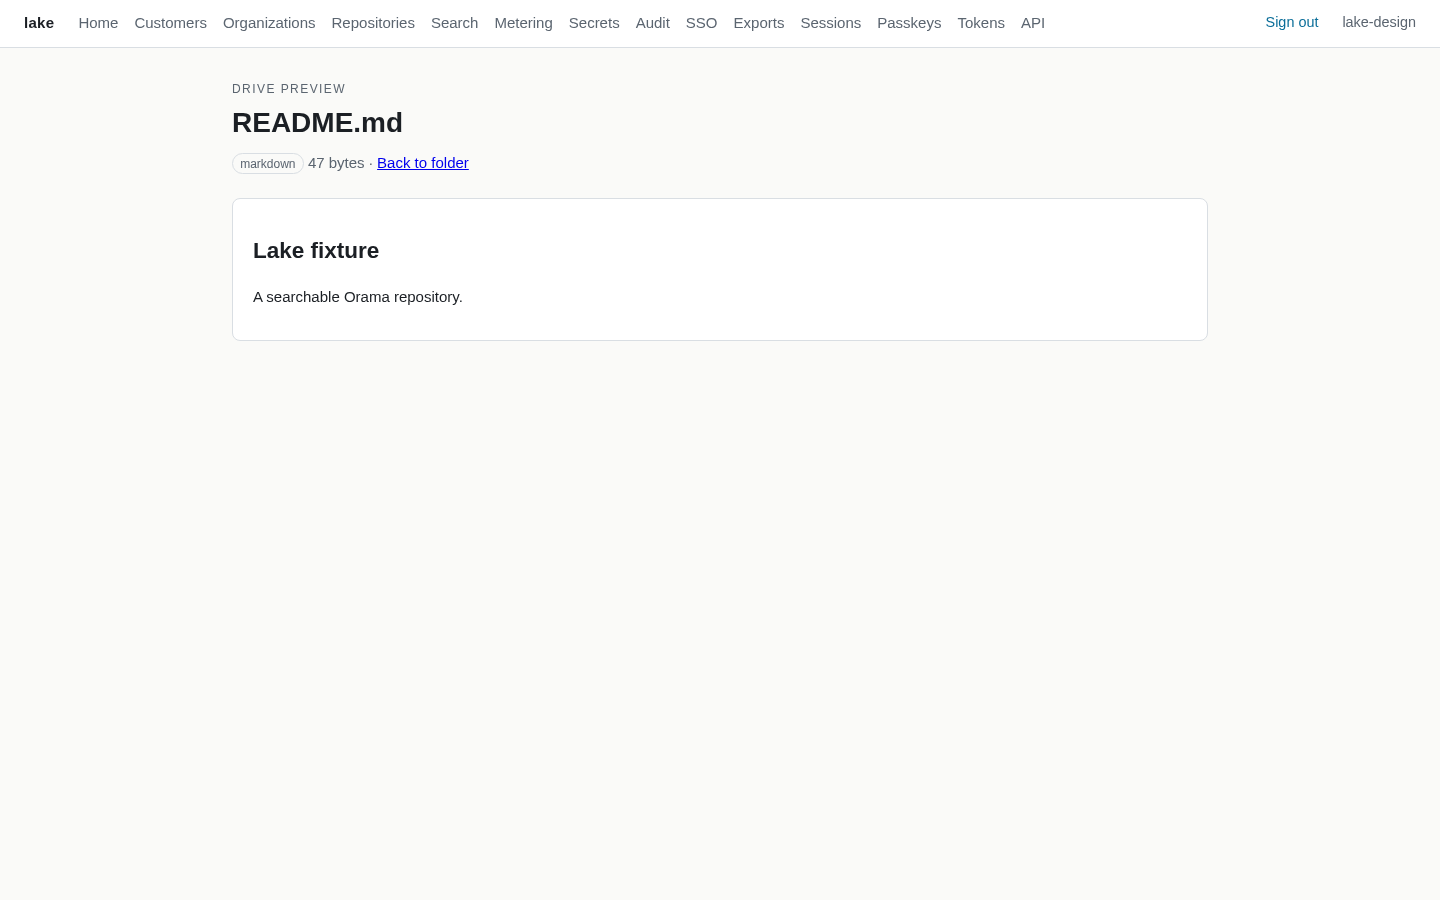 lake Home Customers Organizations Repositories Search Metering Secrets Audit SSO Exports Sessions Passkeys Tokens API Sign out lake-design
DRIVE PREVIEW
README.md
markdown 47 bytes · Back to folder
Lake fixture
A searchable Orama repository.